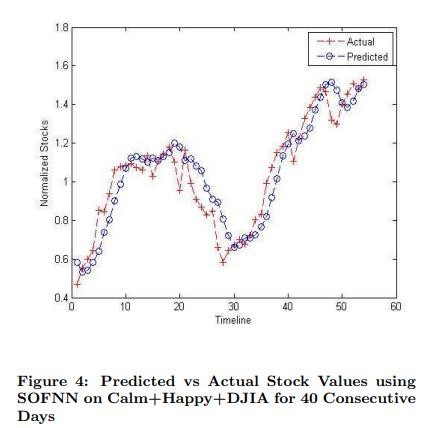 1.8
1.6
1.4
1.2
1
0.8
0.6
0.4
0
10
20
30
40
50
60
Normalized Stocks
Timeline
Actual
Predicted
Figure 4: Predicted vs Actual Stock Values using
SOFNN on Calm+Happy+DJIA for 40 Consecutive
Days